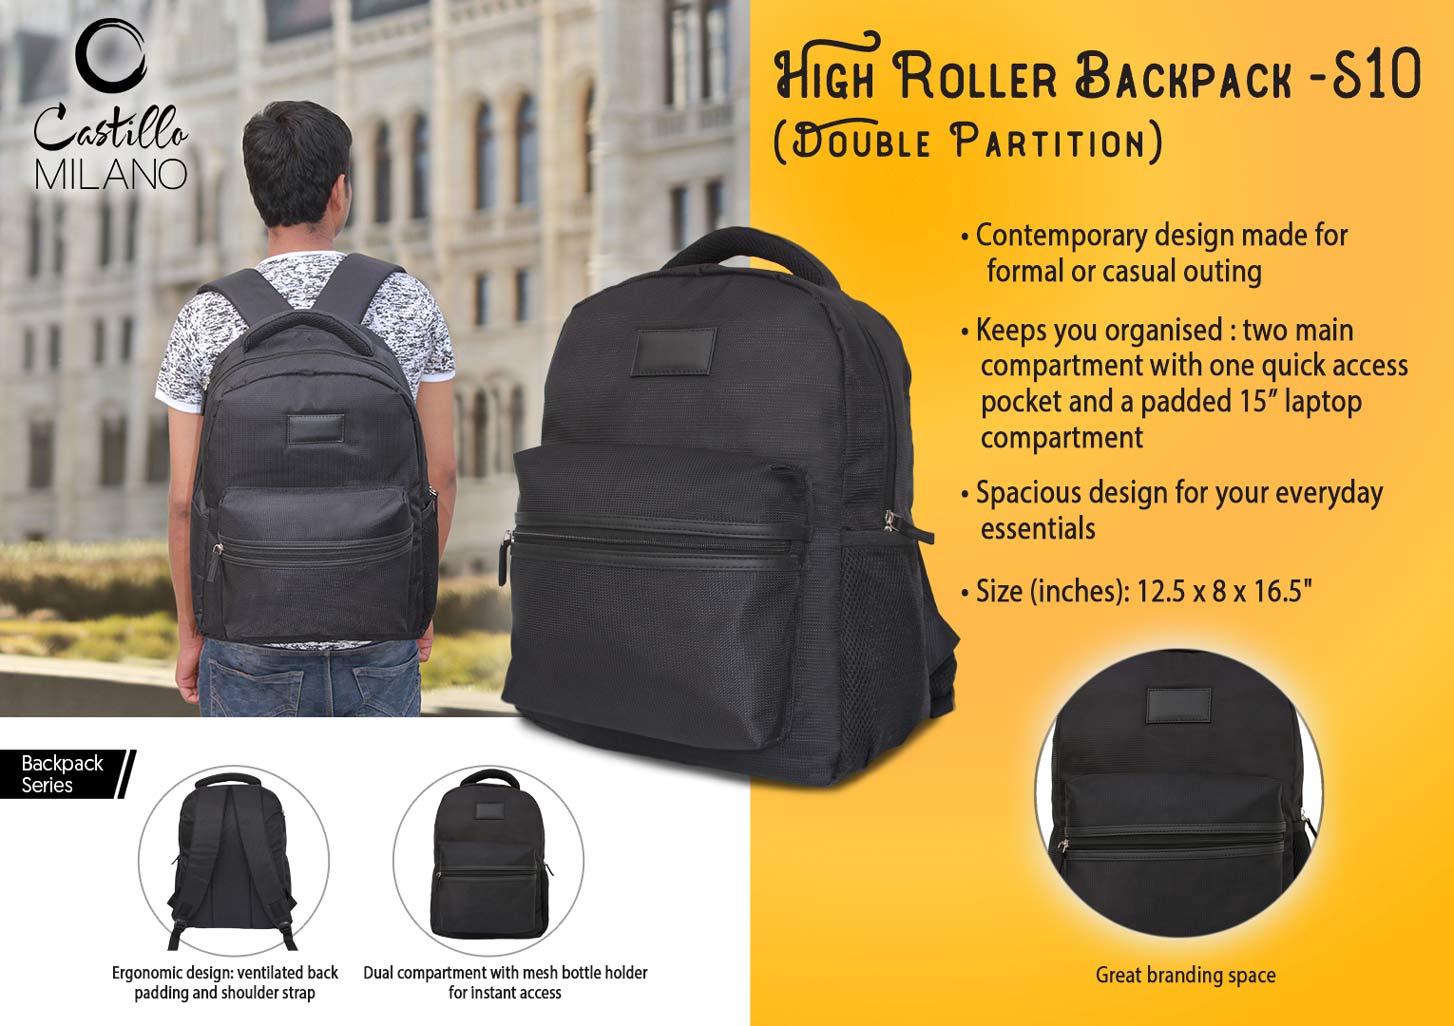 Castillo
MILANO
High Roller Backpack -S10
(Double Partition)
• Contemporary design made for
formal or casual outing
• Keeps you organised : two main
compartment with one quick access
pocket and a padded 15” laptop
compartment
• Spacious design for your everyday
essentials
• Size (inches): 12.5 x 8 x 16.5"
Backpack
Series
Ergonomic design: ventilated back
padding and shoulder strap
Dual compartment with mesh bottle holder
for instant access
Great branding space